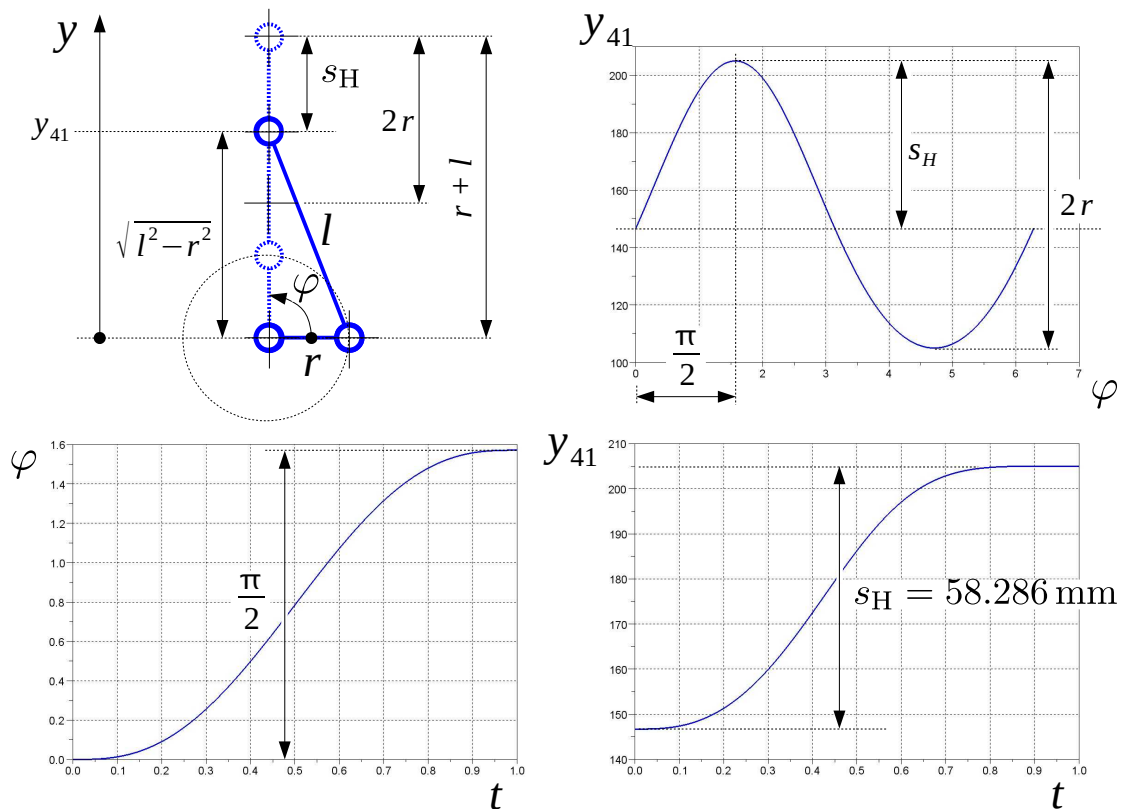 y
s_H
2r
r + l
y_41
√l²−r²
l
φ
r
y_41
200
180
160
140
120
100
0
1
2
3
4
5
6
7
s_H
2r
π/2
φ
φ
1.6
1.4
1.2
1.0
0.8
0.6
0.4
0.2
0.0
0.0
0.1
0.2
0.3
0.4
0.5
0.6
0.7
0.8
0.9
1.0
π/2
t
y_41
210
200
190
180
170
160
150
140
0.0
0.1
0.2
0.3
0.4
0.5
0.6
0.7
0.8
0.9
1.0
s_H = 58.286 mm
t